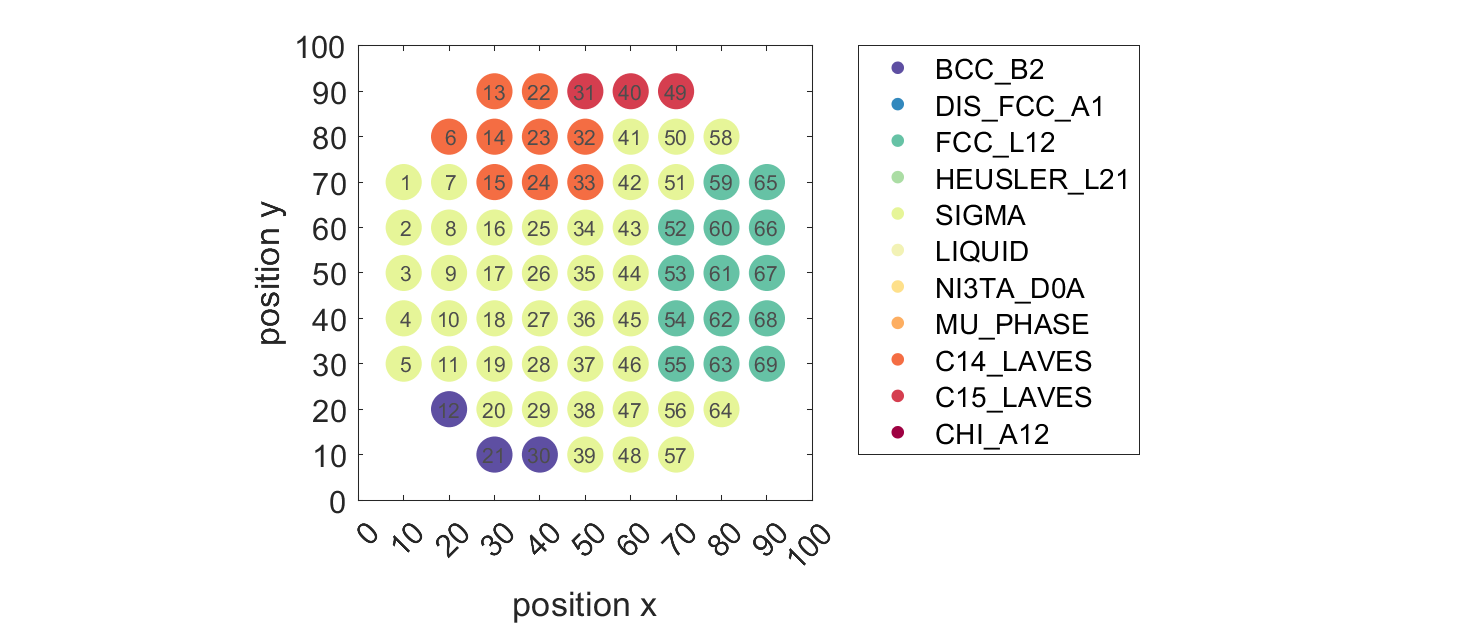 100
90
80
70
60
50
40
30
20
10
0
position y
13 22 31 40 49
6 14 23 32 41 50 58
1 7 15 24 33 42 51 59 65
2 8 16 25 34 43 52 60 66
3 9 17 26 35 44 53 61 67
4 10 18 27 36 45 54 62 68
5 11 19 28 37 46 55 63 69
12 20 29 38 47 56 64
21 30 39 48 57
0 10 20 30 40 50 60 70 80 90 100
position x
BCC_B2
DIS_FCC_A1
FCC_L12
HEUSLER_L21
SIGMA
LIQUID
NI3TA_D0A
MU_PHASE
C14_LAVES
C15_LAVES
CHI_A12